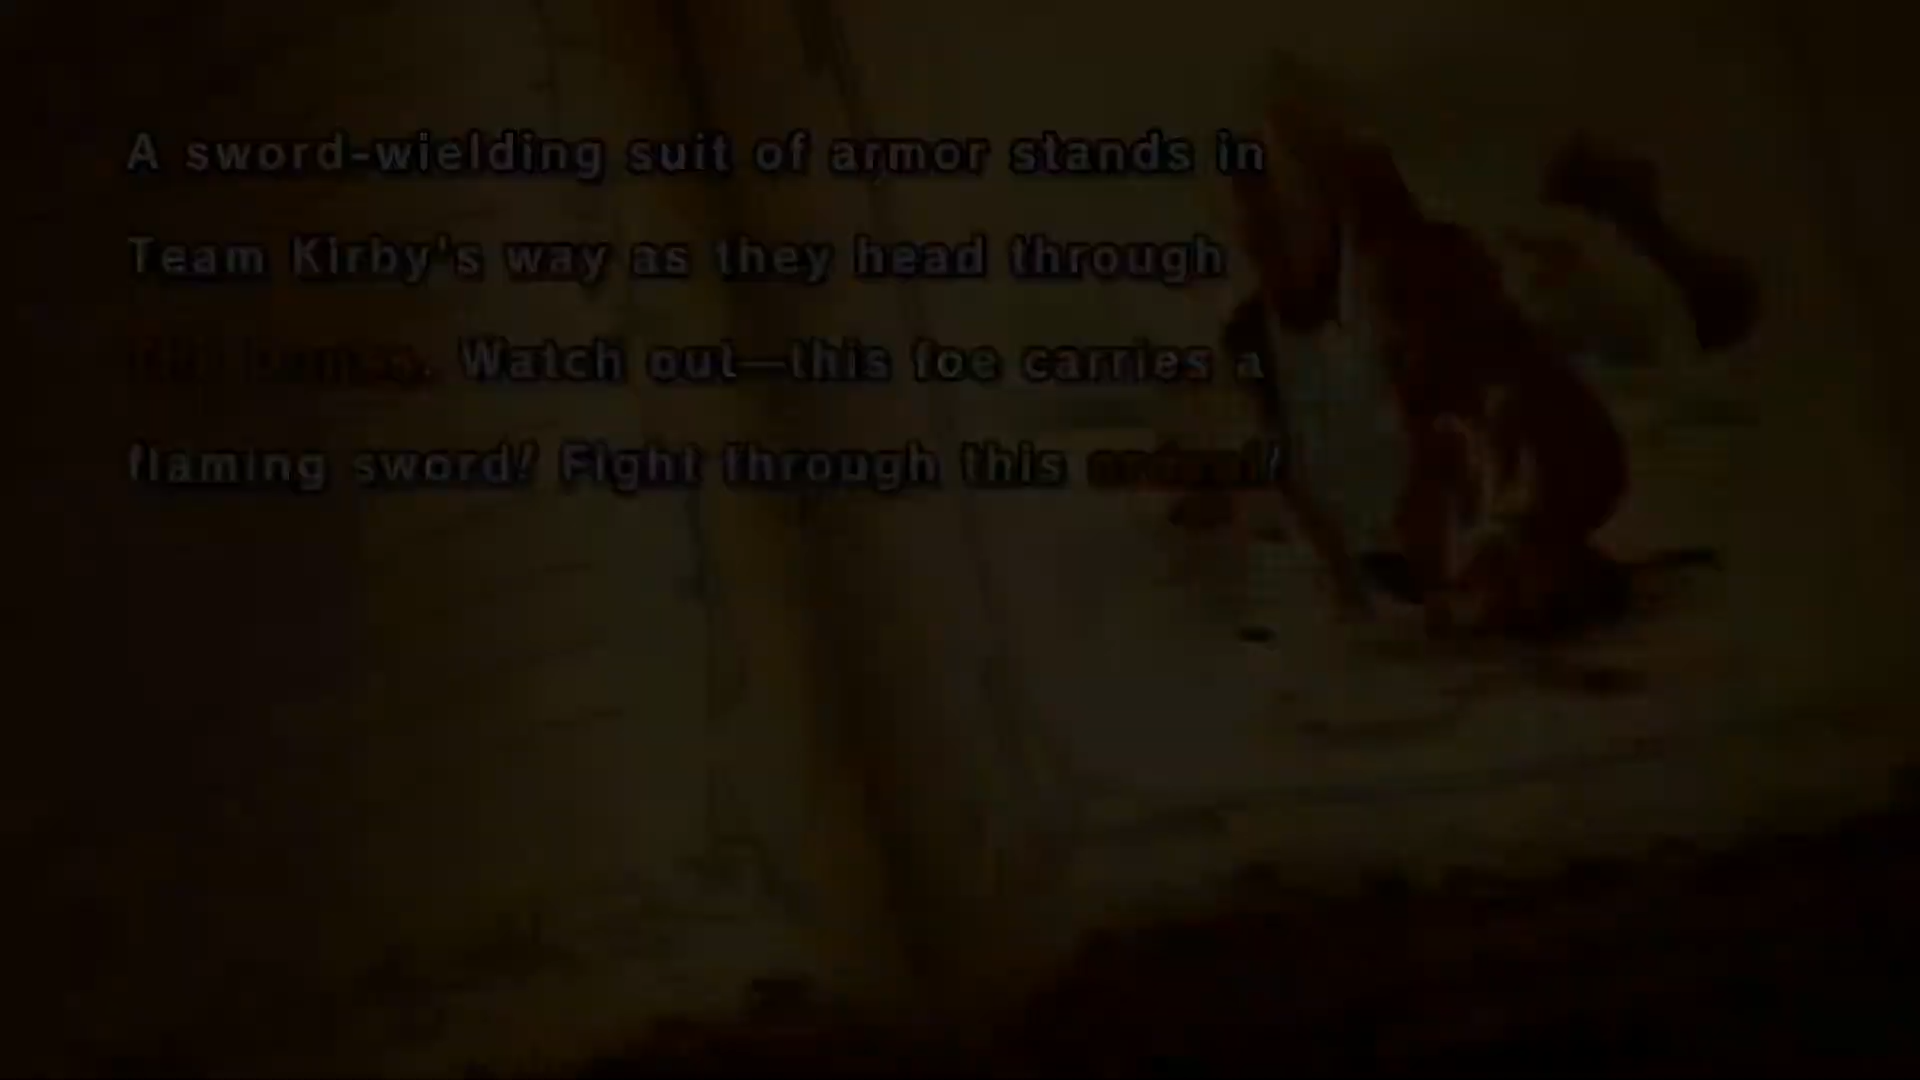 A sword-wielding suit of armor stands in
Team Kirby's way as they head through
Watch out—this foe carries a
flaming sword! Fight through this